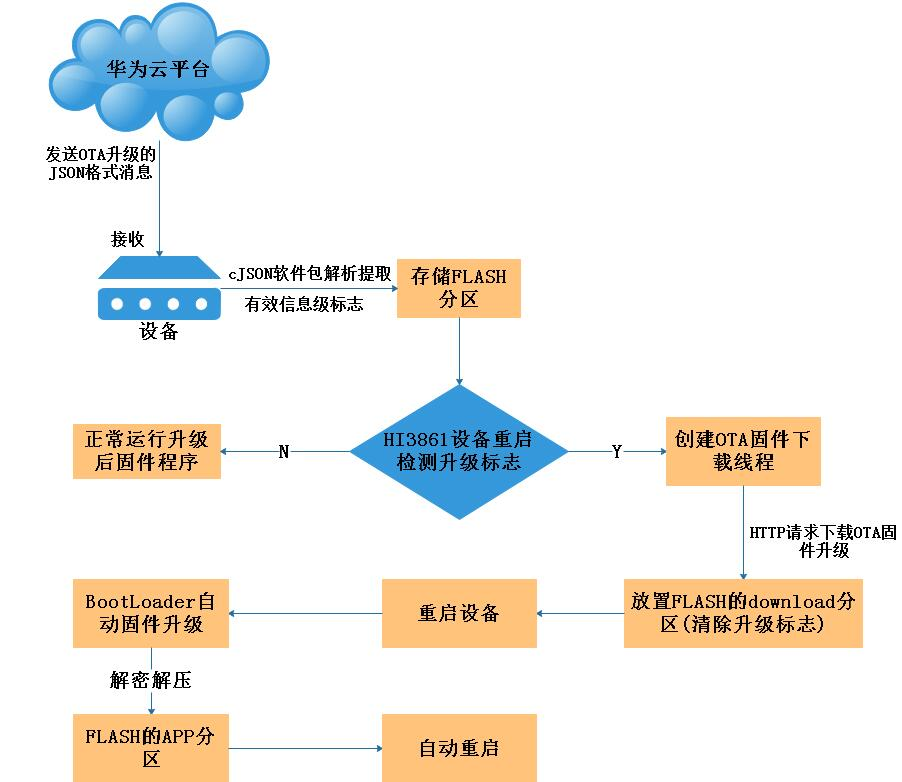 华为云平台
发送OTA升级的
JSON格式消息
接收
设备
cJSON软件包解析提取
有效信息级标志
存储FLASH
分区
HI3861设备重启
检测升级标志
N
正常运行升级
后固件程序
Y
创建OTA固件下
载线程
HTTP请求下载OTA固
件升级
放置FLASH的download分
区(清除升级标志)
重启设备
BootLoader自
动固件升级
解密解压
FLASH的APP分
区
自动重启